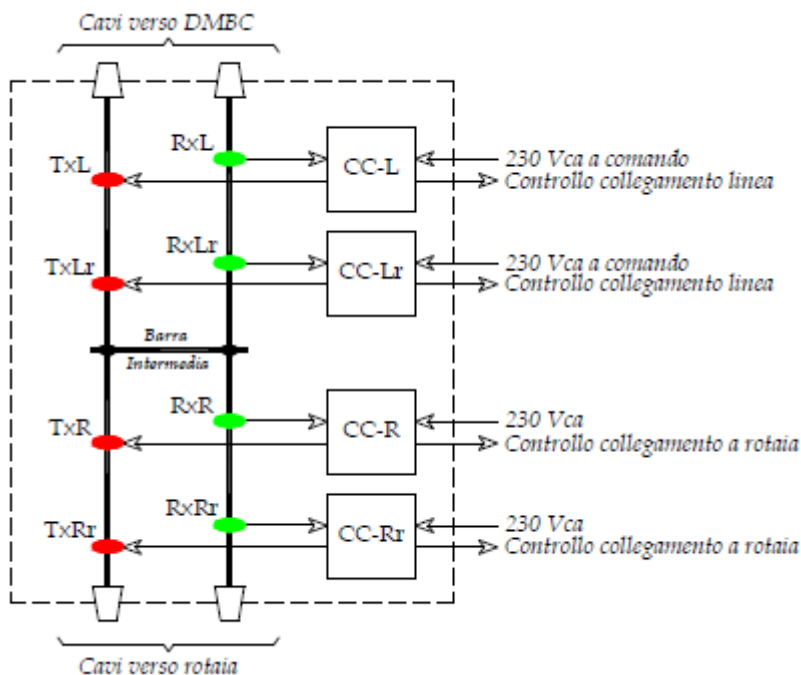 Cavi verso DMBC
RxL
TxL
CC-L
230 Vca a comando
Controllo collegamento linea
RxLr
TxLr
CC-Lr
230 Vca a comando
Controllo collegamento linea
Barra
Intermedia
RxR
TxR
CC-R
230 Vca
Controllo collegamento a rotaia
RxRr
TxRr
CC-Rr
230 Vca
Controllo collegamento a rotaia
Cavi verso rotaia